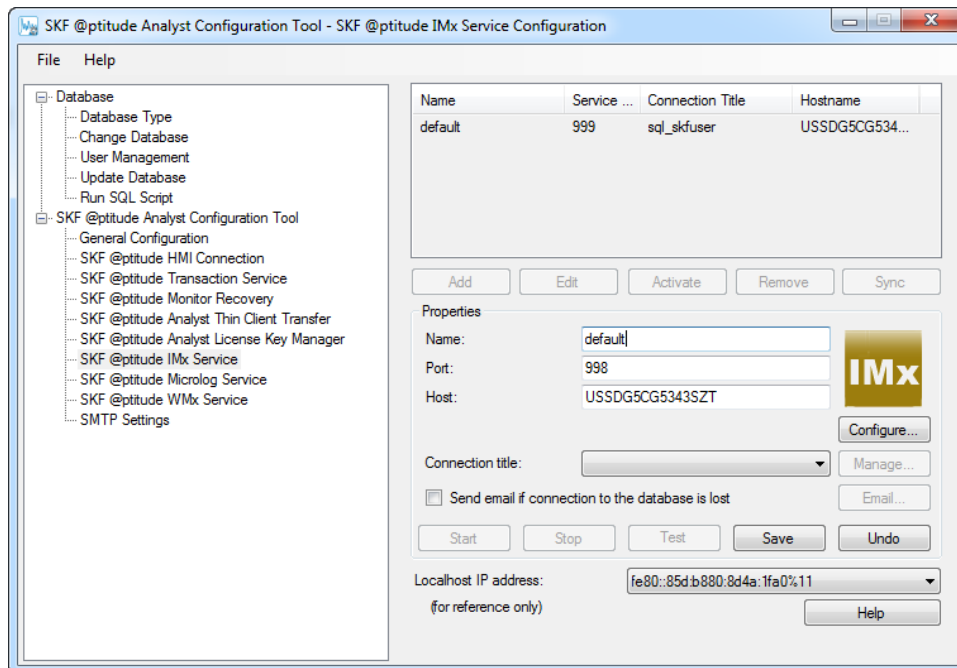 SKF @ptitude Analyst Configuration Tool - SKF @ptitude IMx Service Configuration
File Help
Database
Database Type
Change Database
User Management
Update Database
Run SQL Script
SKF @ptitude Analyst Configuration Tool
General Configuration
SKF @ptitude HMI Connection
SKF @ptitude Transaction Service
SKF @ptitude Monitor Recovery
SKF @ptitude Analyst Thin Client Transfer
SKF @ptitude Analyst License Key Manager
SKF @ptitude IMx Service
SKF @ptitude Microlog Service
SKF @ptitude WMx Service
SMTP Settings
Name Service ... Connection Title Hostname
default 999 sql_skfuser USSDG5CG534...
Add Edit Activate Remove Sync
Properties
Name: default
Port: 998
Host: USSDG5CG5343SZT
IMx
Configure...
Connection title: Manage...
Send email if connection to the database is lost Email...
Start Stop Test Save Undo
Localhost IP address: fe80::85d:b880:8d4a:1fa0%11
(for reference only) Help